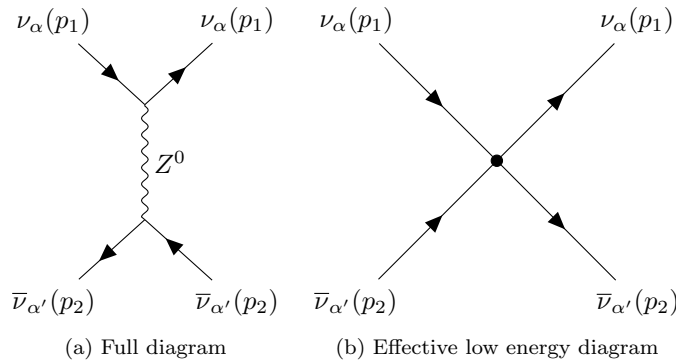 ν_α(p_1) ν_α(p_1) ν_α(p_1) ν_α(p_1)
Z^0
ν̅_α′(p_2) ν̅_α′(p_2) ν̅_α′(p_2) ν̅_α′(p_2)
(a) Full diagram (b) Effective low energy diagram